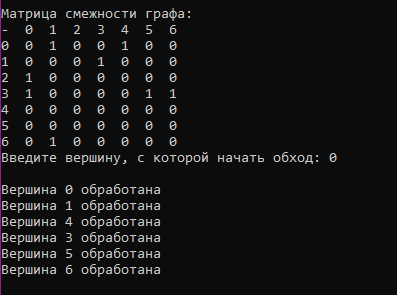 Матрица смежности графа:
-  0  1  2  3  4  5  6
0  0  1  0  0  1  0  0
1  0  0  0  1  0  0  0
2  1  0  0  0  0  0  0
3  1  0  0  0  0  1  1
4  0  0  0  0  0  0  0
5  0  0  0  0  0  0  0
6  0  1  0  0  0  0  0
Введите вершину, с которой начать обход: 0
Вершина 0 обработана
Вершина 1 обработана
Вершина 4 обработана
Вершина 3 обработана
Вершина 5 обработана
Вершина 6 обработана